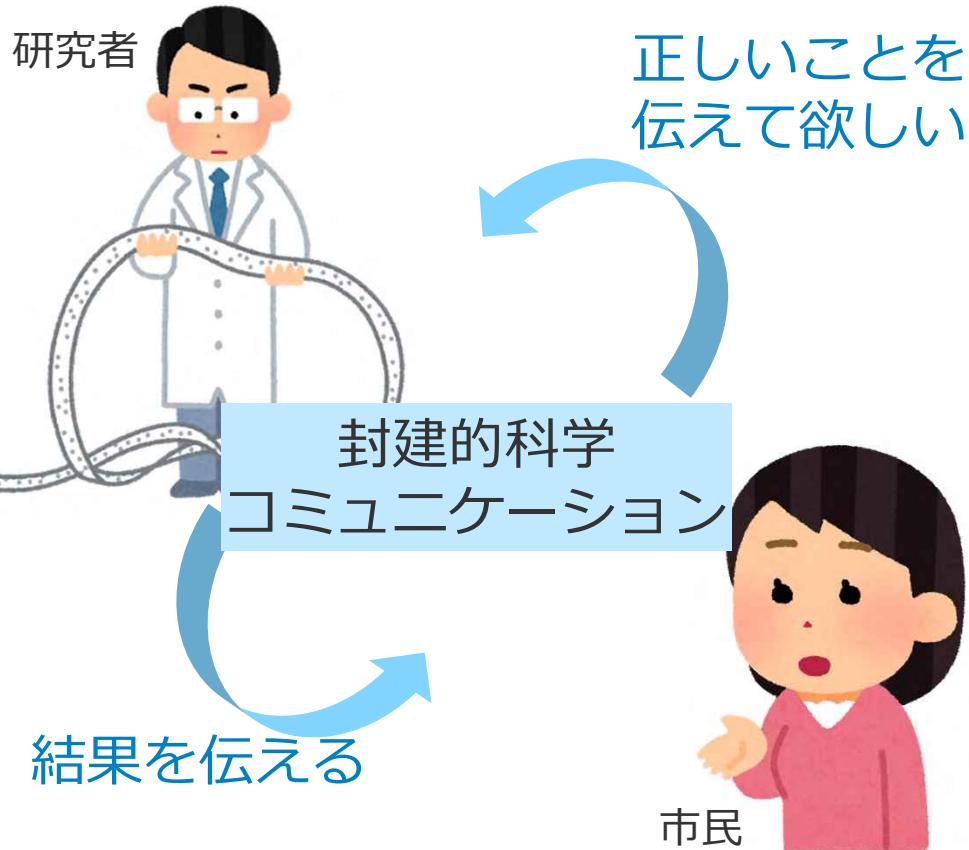 研究者
正しいことを
伝えて欲しい
封建的科学
コミュニケーション
結果を伝える
市民